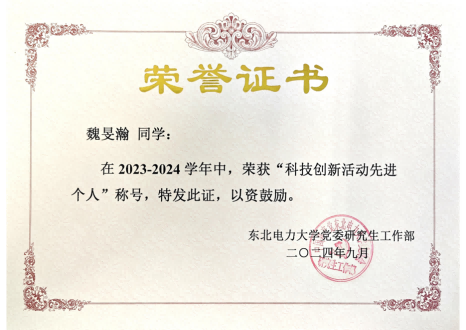 荣誉证书
魏旻瀚 同学：
在 2023-2024 学年中，荣获“科技创新活动先进
个人”称号，特发此证，以资鼓励。
东北电力大学党委研究生工作部
二〇二四年九月